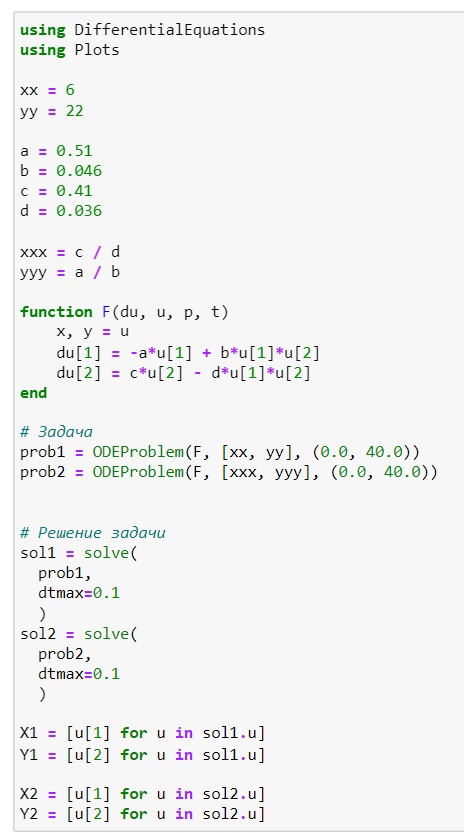 using DifferentialEquations
using Plots

xx = 6
yy = 22

a = 0.51
b = 0.046
c = 0.41
d = 0.036

xxx = c / d
yyy = a / b

function F(du, u, p, t)
    x, y = u
    du[1] = -a*u[1] + b*u[1]*u[2]
    du[2] = c*u[2] - d*u[1]*u[2]
end

# Задача
prob1 = ODEProblem(F, [xx, yy], (0.0, 40.0))
prob2 = ODEProblem(F, [xxx, yyy], (0.0, 40.0))


# Решение задачи
sol1 = solve(
  prob1,
  dtmax=0.1
  )
sol2 = solve(
  prob2,
  dtmax=0.1
  )

X1 = [u[1] for u in sol1.u]
Y1 = [u[2] for u in sol1.u]

X2 = [u[1] for u in sol2.u]
Y2 = [u[2] for u in sol2.u]